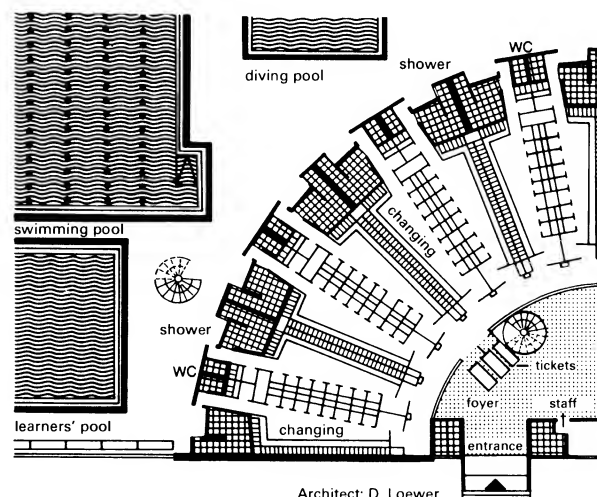 diving pool
shower
WC
swimming pool
changing
shower
WC
learners' pool
changing
tickets
foyer
staff
entrance
Architect: D. Loewer